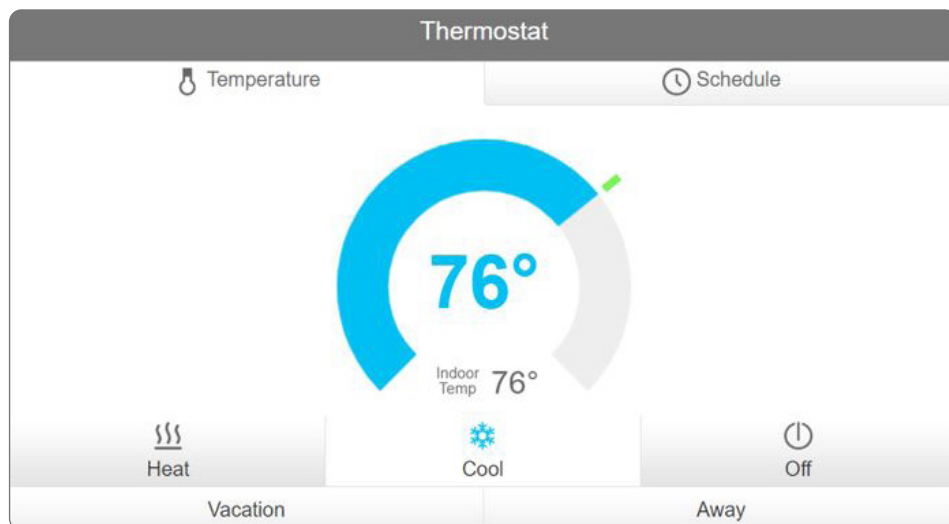 Thermostat
Temperature
Schedule
76°
Indoor
Temp
76°
Heat
Cool
Off
Vacation
Away